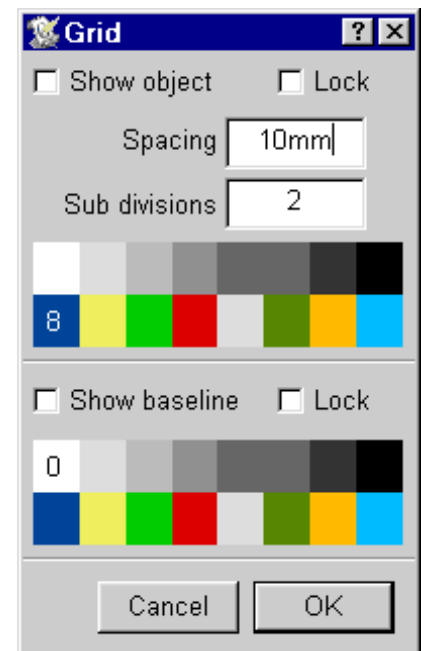 Grid ? ×
Show object Lock
Spacing 10mm
Sub divisions 2
8
Show baseline Lock
0
Cancel OK